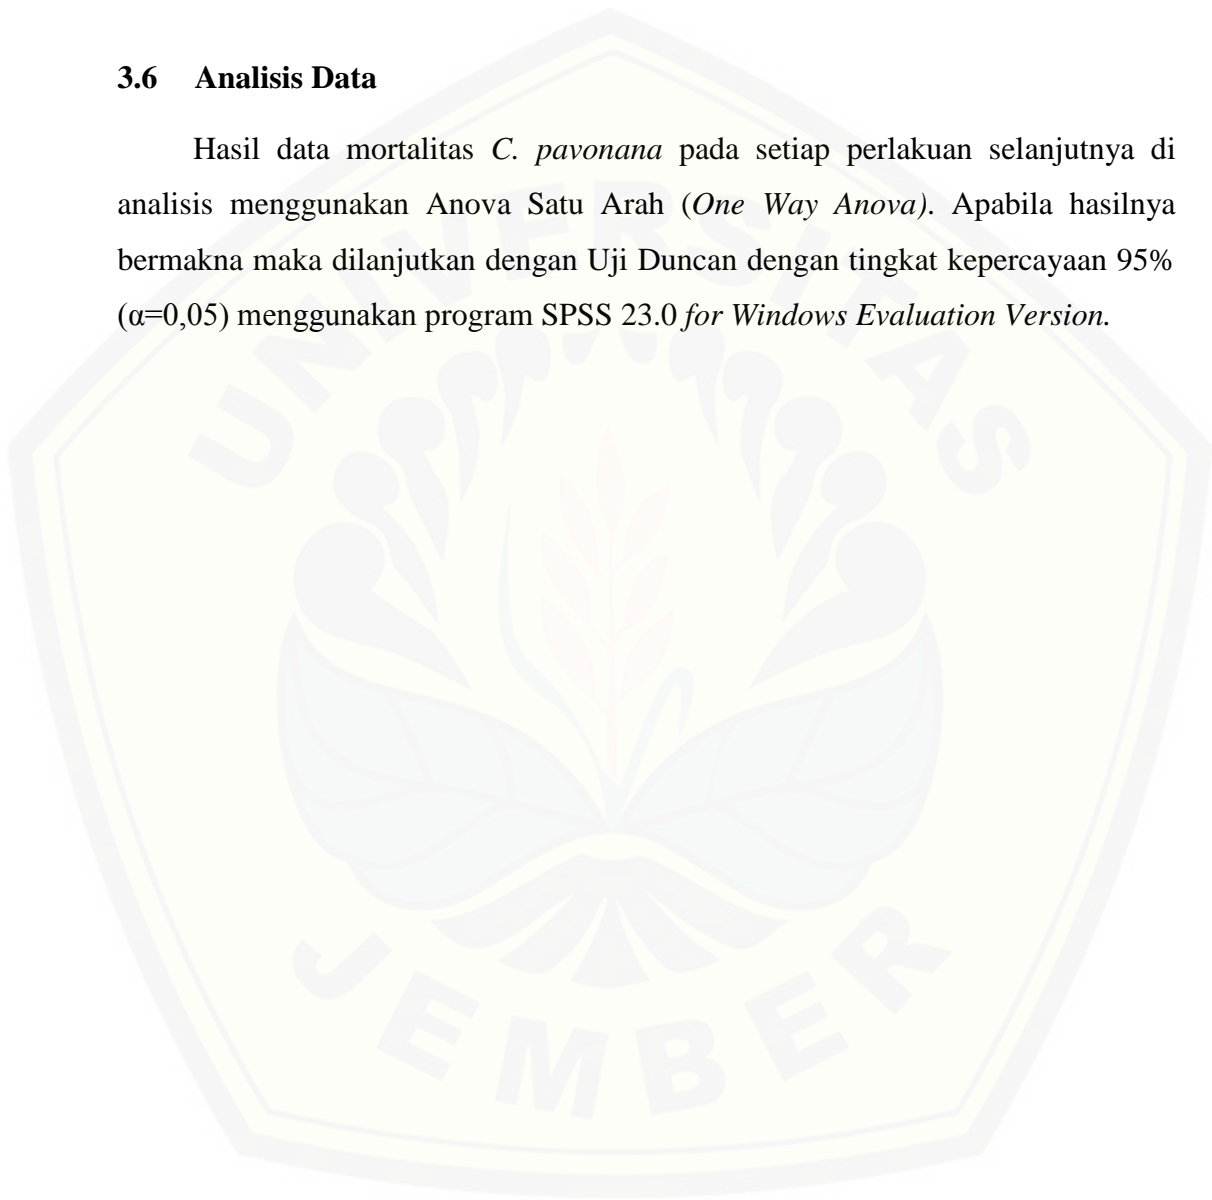 3.6 Analisis Data
Hasil data mortalitas C. pavonana pada setiap perlakuan selanjutnya di
analisis menggunakan Anova Satu Arah (One Way Anova). Apabila hasilnya
bermakna maka dilanjutkan dengan Uji Duncan dengan tingkat kepercayaan 95%
(α=0,05) menggunakan program SPSS 23.0 for Windows Evaluation Version.
UNIVERSITAS
JEMBER